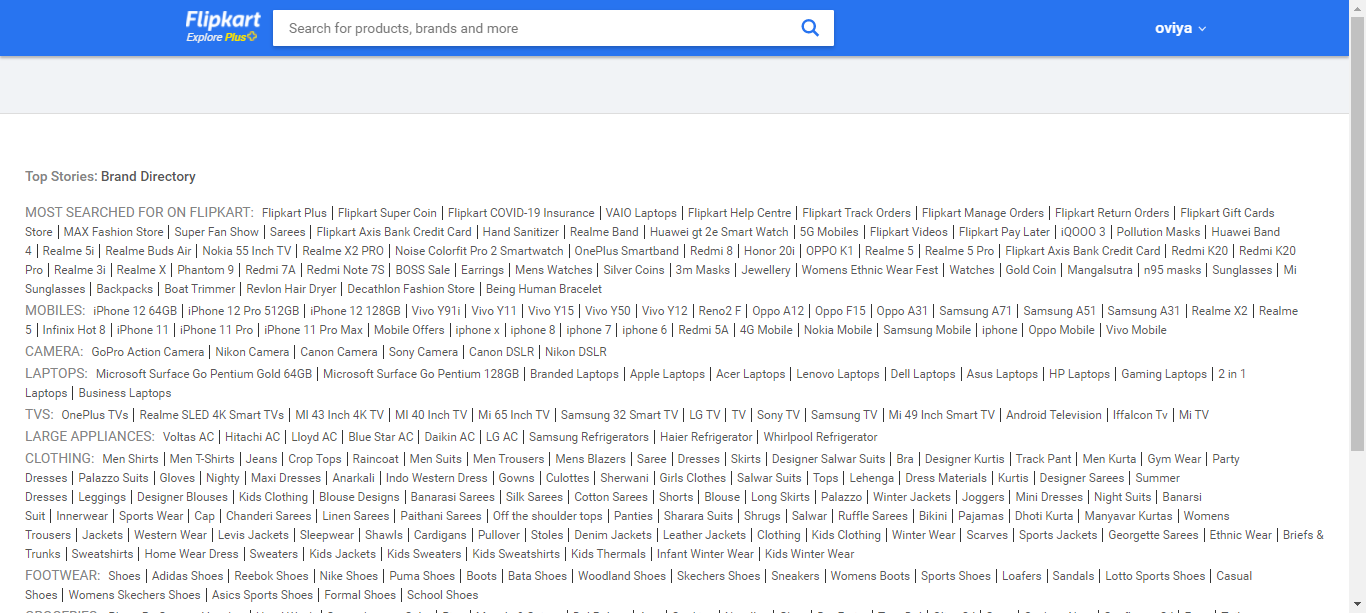 Flipkart
Explore Plus
Search for products, brands and more
oviya
Top Stories: Brand Directory
MOST SEARCHED FOR ON FLIPKART: Flipkart Plus | Flipkart Super Coin | Flipkart COVID-19 Insurance | VAIO Laptops | Flipkart Help Centre | Flipkart Track Orders | Flipkart Manage Orders | Flipkart Return Orders | Flipkart Gift Cards
Store | MAX Fashion Store | Super Fan Show | Sarees | Flipkart Axis Bank Credit Card | Hand Sanitizer | Realme Band | Huawei gt 2e Smart Watch | 5G Mobiles | Flipkart Videos | Flipkart Pay Later | iQOOO 3 | Pollution Masks | Huawei Band
4 | Realme 5i | Realme Buds Air | Nokia 55 Inch TV | Realme X2 PRO | Noise Colorfit Pro 2 Smartwatch | OnePlus Smartband | Redmi 8 | Honor 20i | OPPO K1 | Realme 5 | Realme 5 Pro | Flipkart Axis Bank Credit Card | Redmi K20 | Redmi K20
Pro | Realme 3i | Realme X | Phantom 9 | Redmi 7A | Redmi Note 7S | BOSS Sale | Earrings | Mens Watches | Silver Coins | 3m Masks | Jewellery | Womens Ethnic Wear Fest | Watches | Gold Coin | Mangalsutra | n95 masks | Sunglasses | Mi
Sunglasses | Backpacks | Boat Trimmer | Revlon Hair Dryer | Decathlon Fashion Store | Being Human Bracelet
MOBILES: iPhone 12 64GB | iPhone 12 Pro 512GB | iPhone 12 128GB | Vivo Y91i | Vivo Y11 | Vivo Y15 | Vivo Y50 | Vivo Y12 | Reno2 F | Oppo A12 | Oppo F15 | Oppo A31 | Samsung A71 | Samsung A51 | Samsung A31 | Realme X2 | Realme
5 | Infinix Hot 8 | iPhone 11 | iPhone 11 Pro | iPhone 11 Pro Max | Mobile Offers | iphone x | iphone 8 | iphone 7 | iphone 6 | Redmi 5A | 4G Mobile | Nokia Mobile | Samsung Mobile | iphone | Oppo Mobile | Vivo Mobile
CAMERA: GoPro Action Camera | Nikon Camera | Canon Camera | Sony Camera | Canon DSLR | Nikon DSLR
LAPTOPS: Microsoft Surface Go Pentium Gold 64GB | Microsoft Surface Go Pentium 128GB | Branded Laptops | Apple Laptops | Acer Laptops | Lenovo Laptops | Dell Laptops | Asus Laptops | HP Laptops | Gaming Laptops | 2 in 1
Laptops | Business Laptops
TVS: OnePlus TVs | Realme SLED 4K Smart TVs | MI 43 Inch 4K TV | MI 40 Inch TV | Mi 65 Inch TV | Samsung 32 Smart TV | LG TV | TV | Sony TV | Samsung TV | Mi 49 Inch Smart TV | Android Television | Iffalcon Tv | Mi TV
LARGE APPLIANCES: Voltas AC | Hitachi AC | Lloyd AC | Blue Star AC | Daikin AC | LG AC | Samsung Refrigerators | Haier Refrigerator | Whirlpool Refrigerator
CLOTHING: Men Shirts | Men T-Shirts | Jeans | Crop Tops | Raincoat | Men Suits | Men Trousers | Mens Blazers | Saree | Dresses | Skirts | Designer Salwar Suits | Bra | Designer Kurtis | Track Pant | Men Kurta | Gym Wear | Party
Dresses | Palazzo Suits | Gloves | Nighty | Maxi Dresses | Anarkali | Indo Western Dress | Gowns | Culottes | Sherwani | Girls Clothes | Salwar Suits | Tops | Lehenga | Dress Materials | Kurtis | Designer Sarees | Summer
Dresses | Leggings | Designer Blouses | Kids Clothing | Blouse Designs | Banarasi Sarees | Silk Sarees | Cotton Sarees | Shorts | Blouse | Long Skirts | Palazzo | Winter Jackets | Joggers | Mini Dresses | Night Suits | Banarsi
Suit | Innerwear | Sports Wear | Cap | Chanderi Sarees | Linen Sarees | Paithani Sarees | Off the shoulder tops | Panties | Sharara Suits | Shrugs | Salwar | Ruffle Sarees | Bikini | Pajamas | Dhoti Kurta | Manyavar Kurtas | Womens
Trousers | Jackets | Western Wear | Levis Jackets | Sleepwear | Shawls | Cardigans | Pullover | Stoles | Denim Jackets | Leather Jackets | Clothing | Kids Clothing | Winter Wear | Scarves | Sports Jackets | Georgette Sarees | Ethnic Wear | Briefs &
Trunks | Sweatshirts | Home Wear Dress | Sweaters | Kids Jackets | Kids Sweaters | Kids Sweatshirts | Kids Thermals | Infant Winter Wear | Kids Winter Wear
FOOTWEAR: Shoes | Adidas Shoes | Reebok Shoes | Nike Shoes | Puma Shoes | Boots | Bata Shoes | Woodland Shoes | Skechers Shoes | Sneakers | Womens Boots | Sports Shoes | Loafers | Sandals | Lotto Sports Shoes | Casual
Shoes | Womens Skechers Shoes | Asics Sports Shoes | Formal Shoes | School Shoes